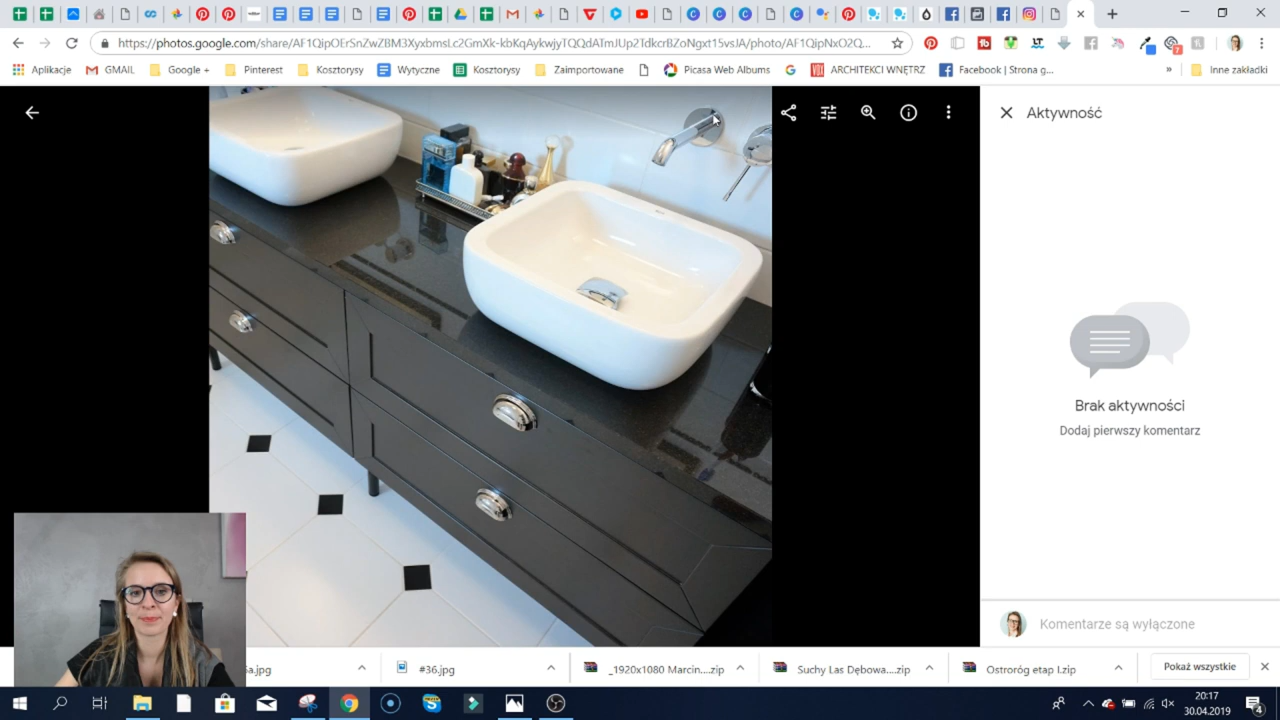 https://photos.google.com/share/AF1QipOErSnZwZBM3XyxbmsLc2GmXk-kbKqAykwjyTQQdATmJUp2TdkcrBZoNgxt15vsJA/photo/AF1QipNxO2Q...
Aplikacje
GMAIL
Google +
Pinterest
Kosztorysy
Wytyczne
Kosztorysy
Zaimportowane
Picasa Web Albums
ARCHITEKCI WNĘTRZ
Facebook | Strona g...
»
Inne zakładki
Aktywność
Brak aktywności
Dodaj pierwszy komentarz
Komentarze są wyłączone
a.jpg
#36.jpg
_1920x1080 Marcin....zip
Suchy Las Dębowa....zip
Ostroróg etap I.zip
Pokaż wszystkie
20:17
30.04.2019
4